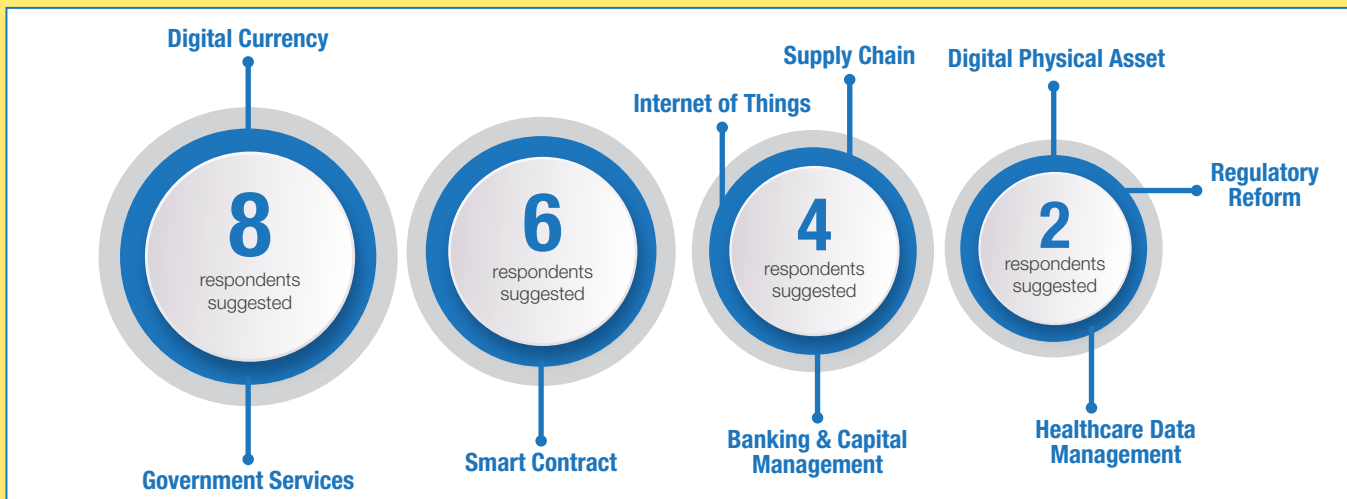 Digital Currency
8
respondents
suggested
Government Services
6
respondents
suggested
Smart Contract
Internet of Things
Supply Chain
4
respondents
suggested
Banking & Capital
Management
Digital Physical Asset
Regulatory
Reform
2
respondents
suggested
Healthcare Data
Management